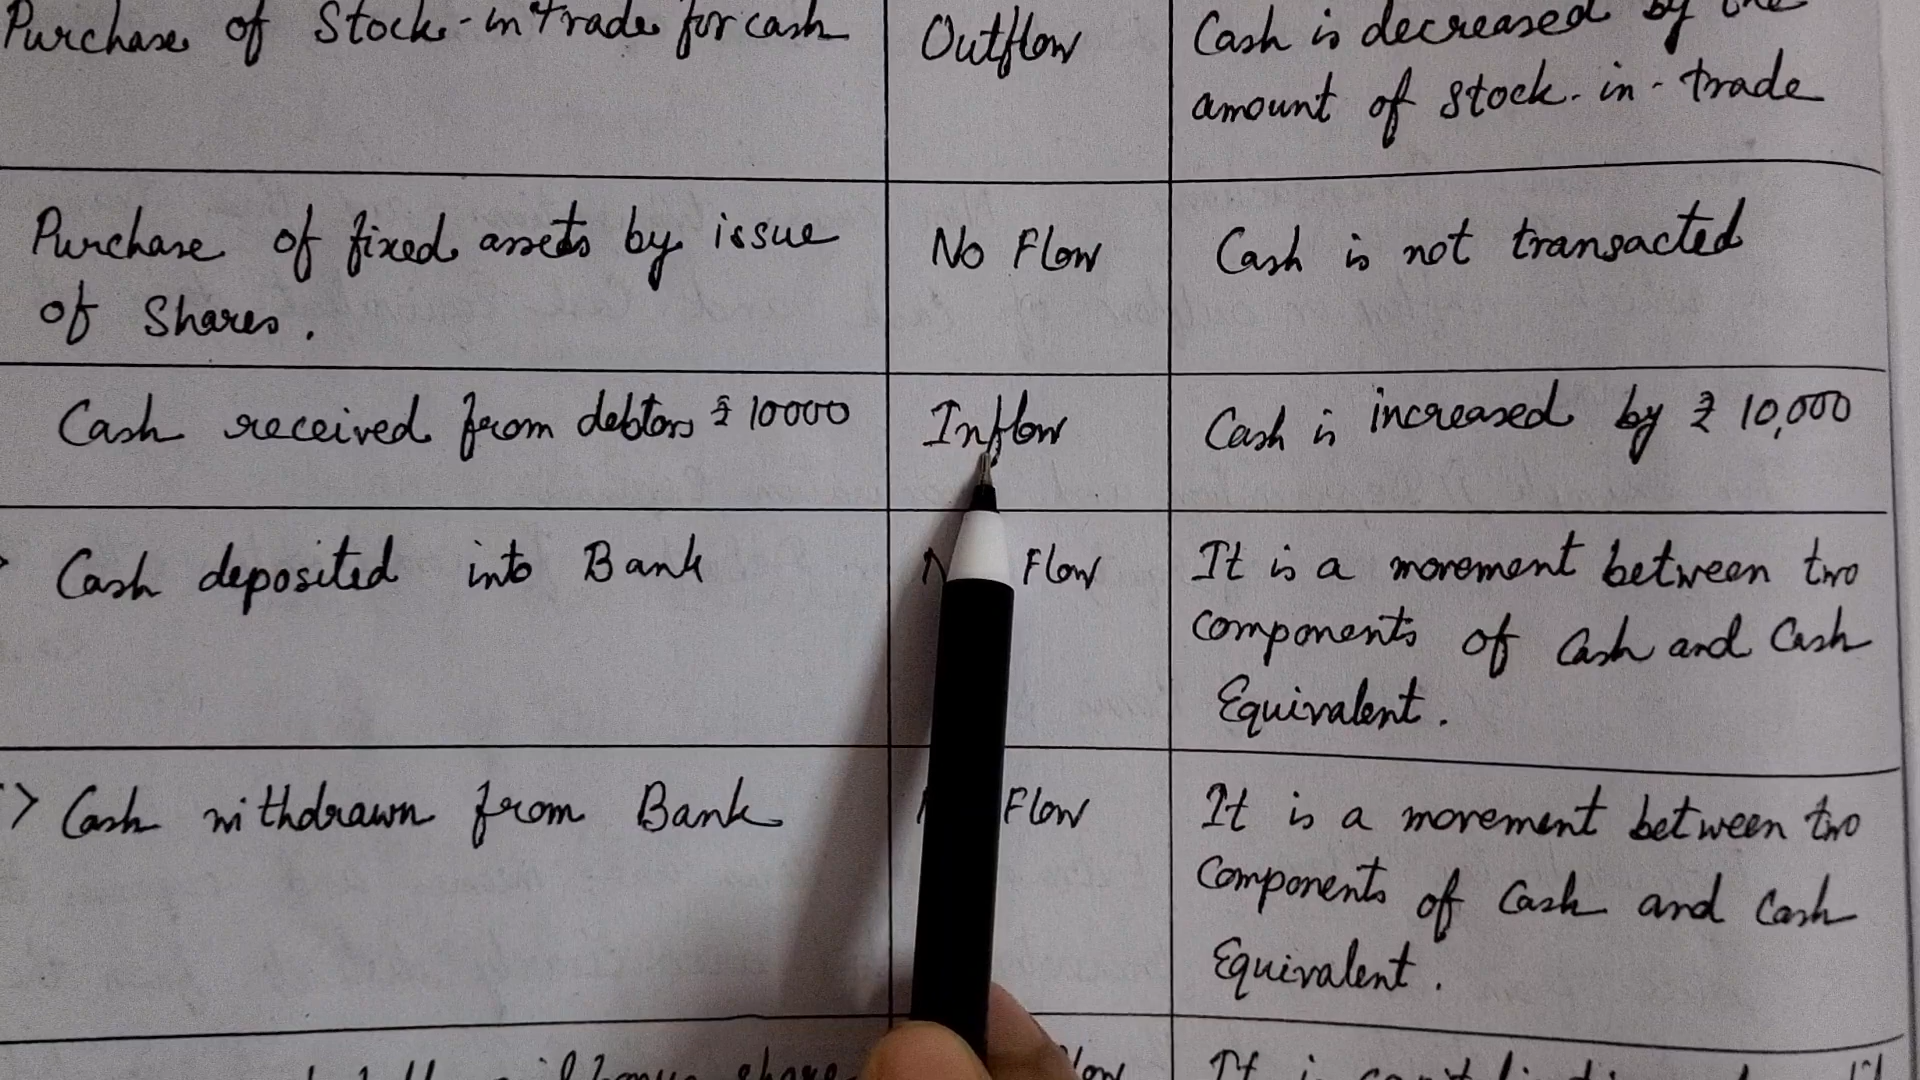 Purchase of Stock-in Trade for cash
Outflow
Cash is decreased by the
amount of stock-in-trade
Purchase of fixed assets by issue
of Shares.
No Flow
Cash is not transacted
Cash received from debtors ₹ 10000
Inflow
Cash is increased by ₹ 10,000
Cash deposited into Bank
Flow
It is a movement between two
components of Cash and Cash
Equivalent.
> Cash withdrawn from Bank
Flow
It is a movement between two
Components of Cash and Cash
Equivalent.
It is